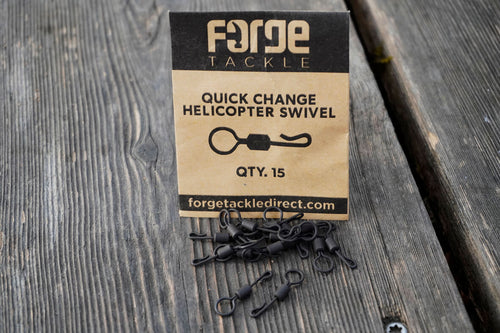 Forge
TACKLE
QUICK CHANGE
HELICOPTER SWIVEL
QTY. 15
forgetackledirect.com